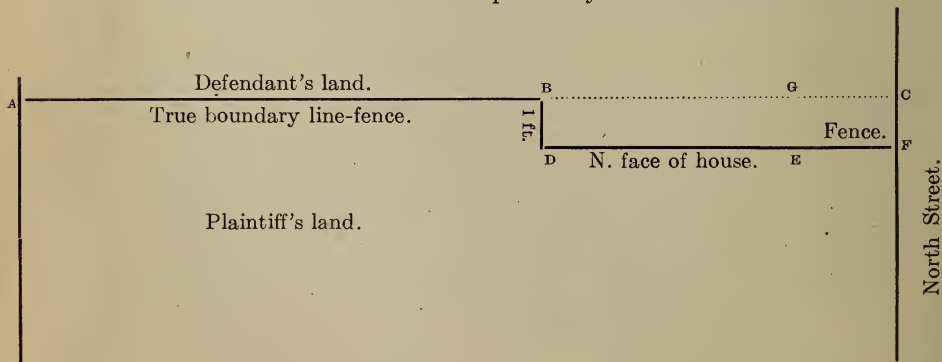 Defendant's land.
A
B
G
C
True boundary line-fence.
1 ft.
Fence.
F
D
N. face of house.
E
Plaintiff's land.
North Street.